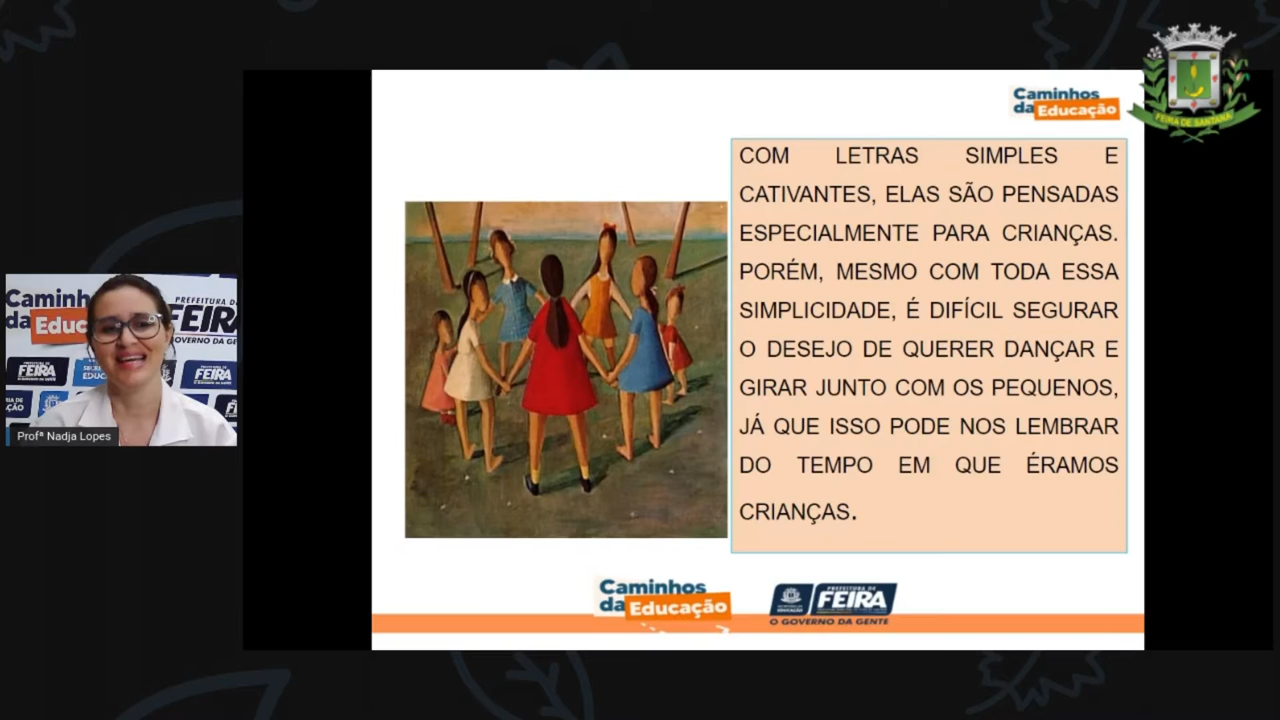 FEIRA DE SANTANA
Caminhos
da Educação
COM LETRAS SIMPLES E
CATIVANTES, ELAS SÃO PENSADAS
ESPECIALMENTE PARA CRIANÇAS.
PORÉM, MESMO COM TODA ESSA
SIMPLICIDADE, É DIFÍCIL SEGURAR
O DESEJO DE QUERER DANÇAR E
GIRAR JUNTO COM OS PEQUENOS,
JÁ QUE ISSO PODE NOS LEMBRAR
DO TEMPO EM QUE ÉRAMOS
CRIANÇAS.
Profª Nadja Lopes
Caminhos
da Educação
PREFEITURA DE
FEIRA
O GOVERNO DA GENTE